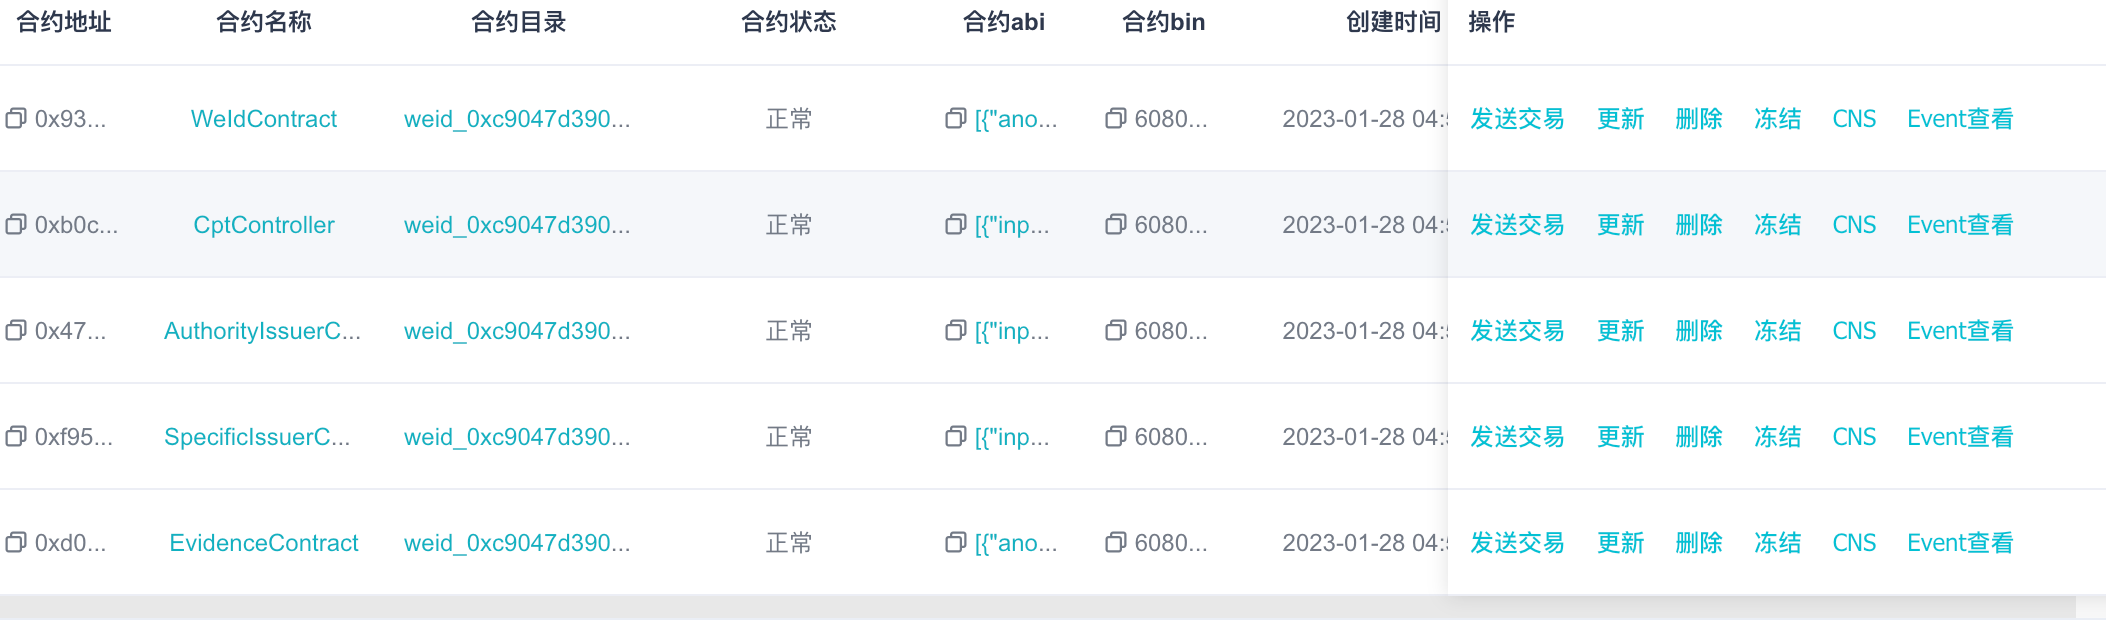 合约地址 合约名称 合约目录 合约状态 合约abi 合约bin 创建时间 操作
0x93... WeIdContract weid_0xc9047d390... 正常 [{"ano... 6080... 2023-01-28 04: 发送交易 更新 删除 冻结 CNS Event查看
0xb0c... CptController weid_0xc9047d390... 正常 [{"inp... 6080... 2023-01-28 04: 发送交易 更新 删除 冻结 CNS Event查看
0x47... AuthorityIssuerC... weid_0xc9047d390... 正常 [{"inp... 6080... 2023-01-28 04: 发送交易 更新 删除 冻结 CNS Event查看
0xf95... SpecificIssuerC... weid_0xc9047d390... 正常 [{"inp... 6080... 2023-01-28 04: 发送交易 更新 删除 冻结 CNS Event查看
0xd0... EvidenceContract weid_0xc9047d390... 正常 [{"ano... 6080... 2023-01-28 04: 发送交易 更新 删除 冻结 CNS Event查看